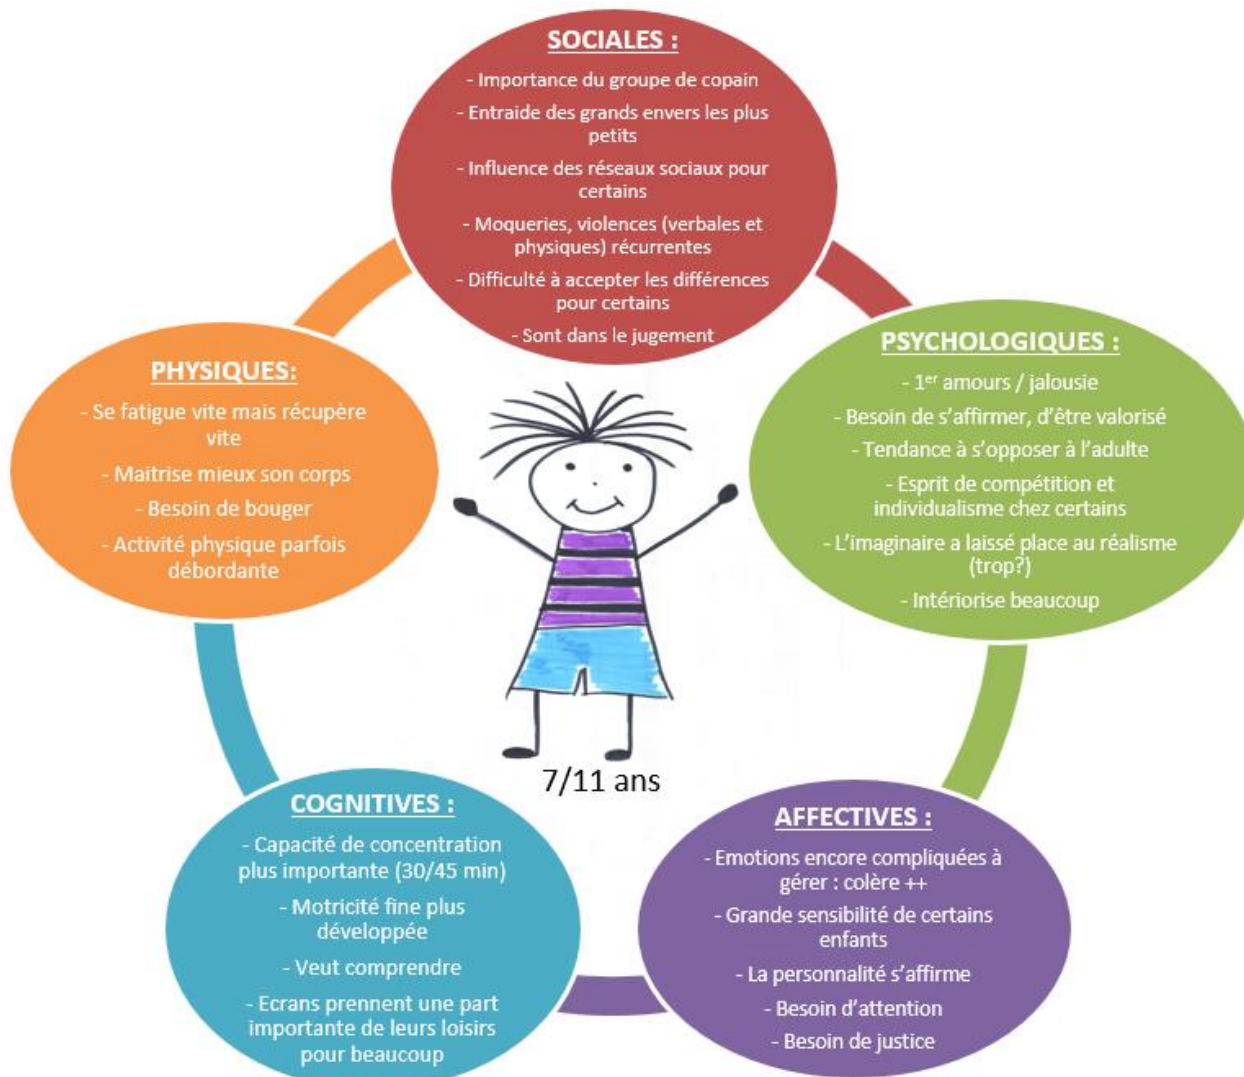 SOCIALES :
- Importance du groupe de copain
- Entraide des grands envers les plus
petits
- Influence des réseaux sociaux pour
certains
- Moqueries, violences (verbales et
physiques) récurrentes
- Difficulté à accepter les différences
pour certains
- Sont dans le jugement
PSYCHOLOGIQUES :
- 1er amours / jalousie
- Besoin de s’affirmer, d’être valorisé
- Tendance à s’opposer à l’adulte
- Esprit de compétition et
individualisme chez certains
- L’imaginaire a laissé place au réalisme
(trop?)
- Intériorise beaucoup
PHYSIQUES:
- Se fatigue vite mais récupère
vite
- Maitrise mieux son corps
- Besoin de bouger
- Activité physique parfois
débordante
7/11 ans
COGNITIVES :
- Capacité de concentration
plus importante (30/45 min)
- Motricité fine plus
développée
- Veut comprendre
- Ecrans prennent une part
importante de leurs loisirs
pour beaucoup
AFFECTIVES :
- Emotions encore compliquées à
gérer : colère ++
- Grande sensibilité de certains
enfants
- La personnalité s’affirme
- Besoin d’attention
- Besoin de justice